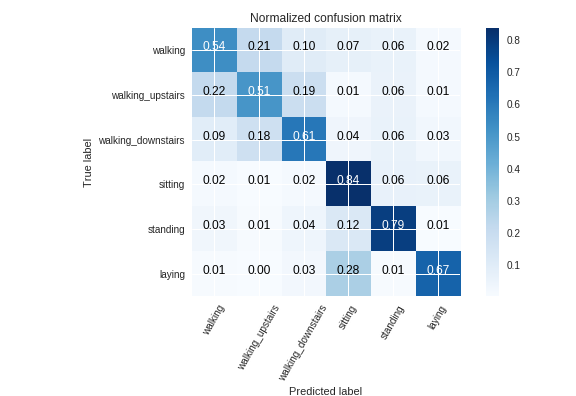 Normalized confusion matrix
True label
walking 0.54 0.21 0.10 0.07 0.06 0.02
walking_upstairs 0.22 0.51 0.19 0.01 0.06 0.01
walking_downstairs 0.09 0.18 0.61 0.04 0.06 0.03
sitting 0.02 0.01 0.02 0.84 0.06 0.06
standing 0.03 0.01 0.04 0.12 0.79 0.01
laying 0.01 0.00 0.03 0.28 0.01 0.67
walking walking_upstairs walking_downstairs sitting standing laying
Predicted label
0.8
0.7
0.6
0.5
0.4
0.3
0.2
0.1